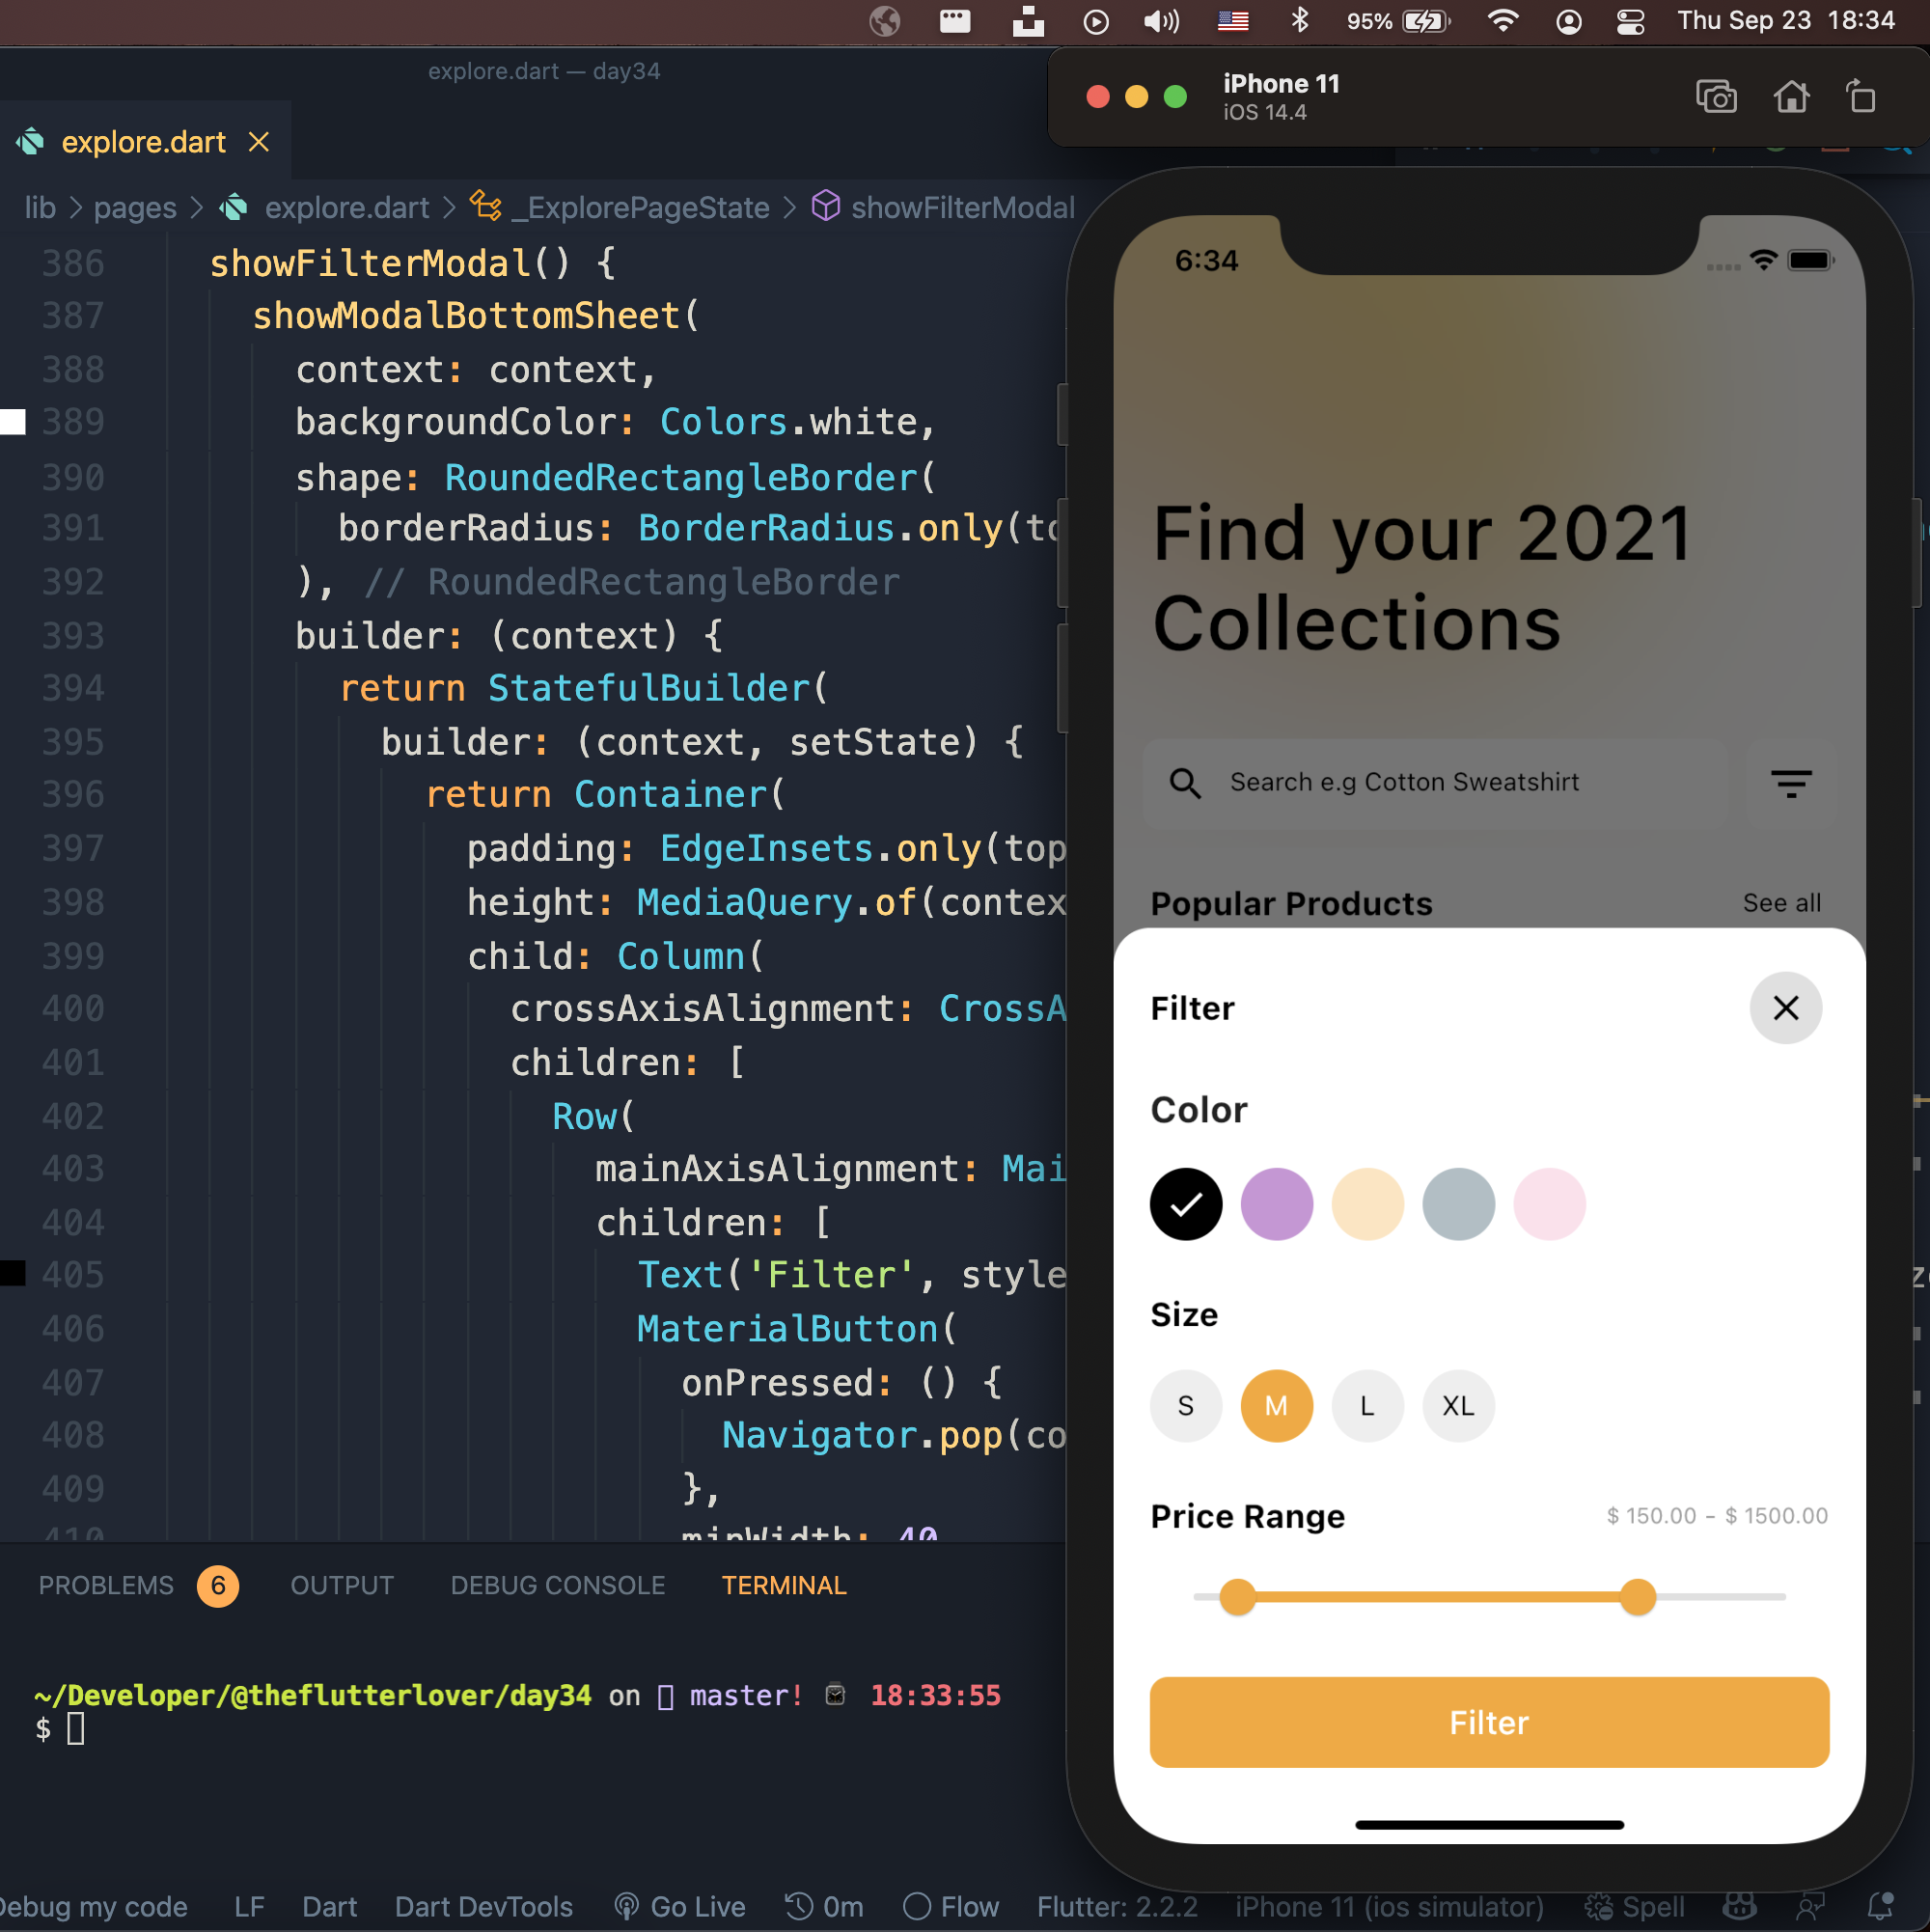 95%
Thu Sep 23 18:34
explore.dart — day34
iPhone 11
iOS 14.4
explore.dart
lib > pages > explore.dart > _ExplorePageState > showFilterModal
386 showFilterModal() {
387 showModalBottomSheet(
388 context: context,
389 backgroundColor: Colors.white,
390 shape: RoundedRectangleBorder(
391 borderRadius: BorderRadius.only(to
392 ), // RoundedRectangleBorder
393 builder: (context) {
394 return StatefulBuilder(
395 builder: (context, setState) {
396 return Container(
397 padding: EdgeInsets.only(top
398 height: MediaQuery.of(contex
399 child: Column(
400 crossAxisAlignment: CrossA
401 children: [
402 Row(
403 mainAxisAlignment: Mai
404 children: [
405 Text('Filter', style
406 MaterialButton(
407 onPressed: () {
408 Navigator.pop(co
409 },
410 minWidth: 40
PROBLEMS 6 OUTPUT DEBUG CONSOLE TERMINAL
~/Developer/@theflutterlover/day34 on master! 18:33:55
$
6:34
Find your 2021
Collections
Search e.g Cotton Sweatshirt
Popular Products See all
Filter
Color
Size
S M L XL
Price Range $ 150.00 - $ 1500.00
Filter
Debug my code LF Dart Dart DevTools Go Live 0m Flow Flutter: 2.2.2 iPhone 11 (ios simulator) Spell